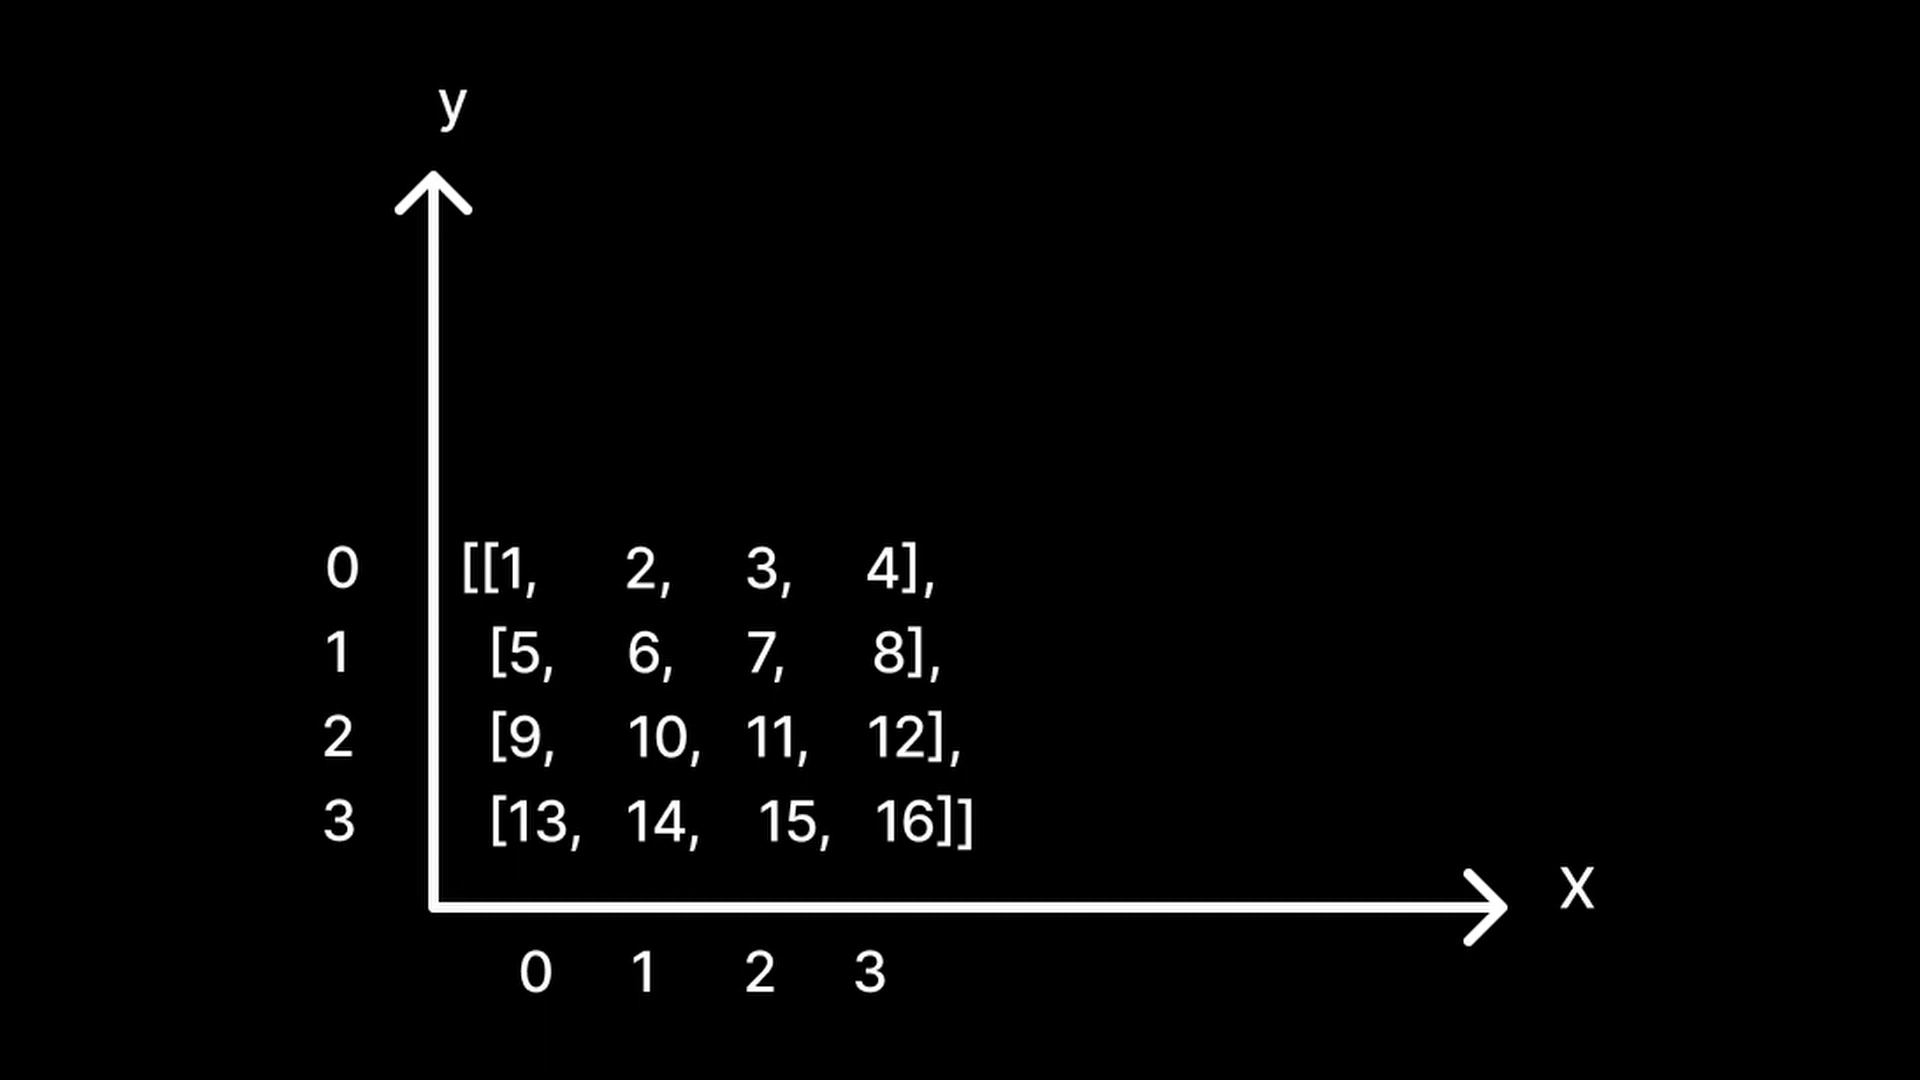 y
0 [[1, 2, 3, 4],
1 [5, 6, 7, 8],
2 [9, 10, 11, 12],
3 [13, 14, 15, 16]]
X
0 1 2 3